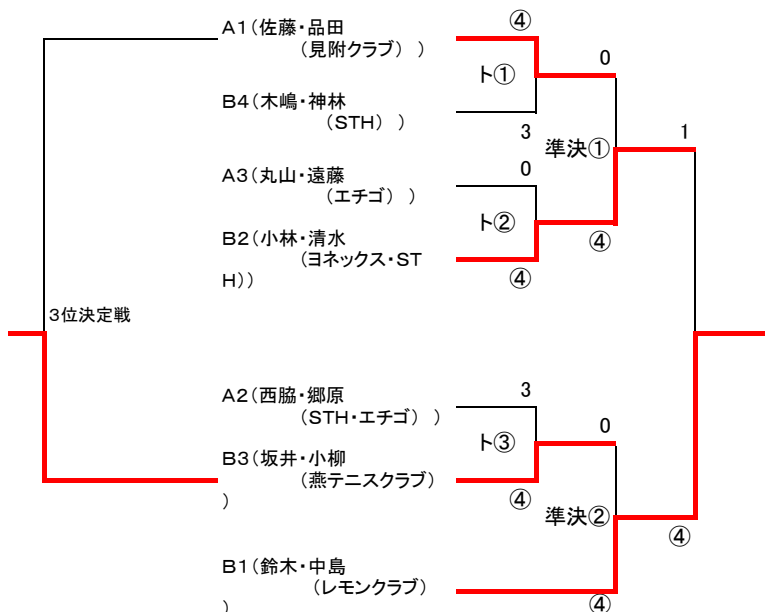 A1(佐藤・品田
(見附クラブ) )
④
0
ト①
B4(木嶋・神林
(STH) )
3
1
準決①
A3(丸山・遠藤
(エチゴ) )
0
ト②
B2(小林・清水
(ヨネックス・ST
H))
④
④
3位決定戦
A2(西脇・郷原
(STH・エチゴ) )
3
0
ト③
B3(坂井・小柳
(燕テニスクラブ)
)
④
準決②
④
B1(鈴木・中島
(レモンクラブ)
)
④